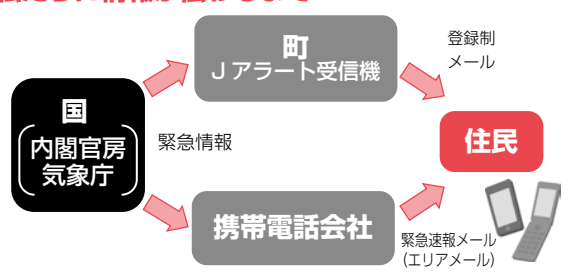 町
Jアラート受信機
登録制
メール
国
内閣官房
気象庁
緊急情報
住民
携帯電話会社
緊急速報メール
(エリアメール)